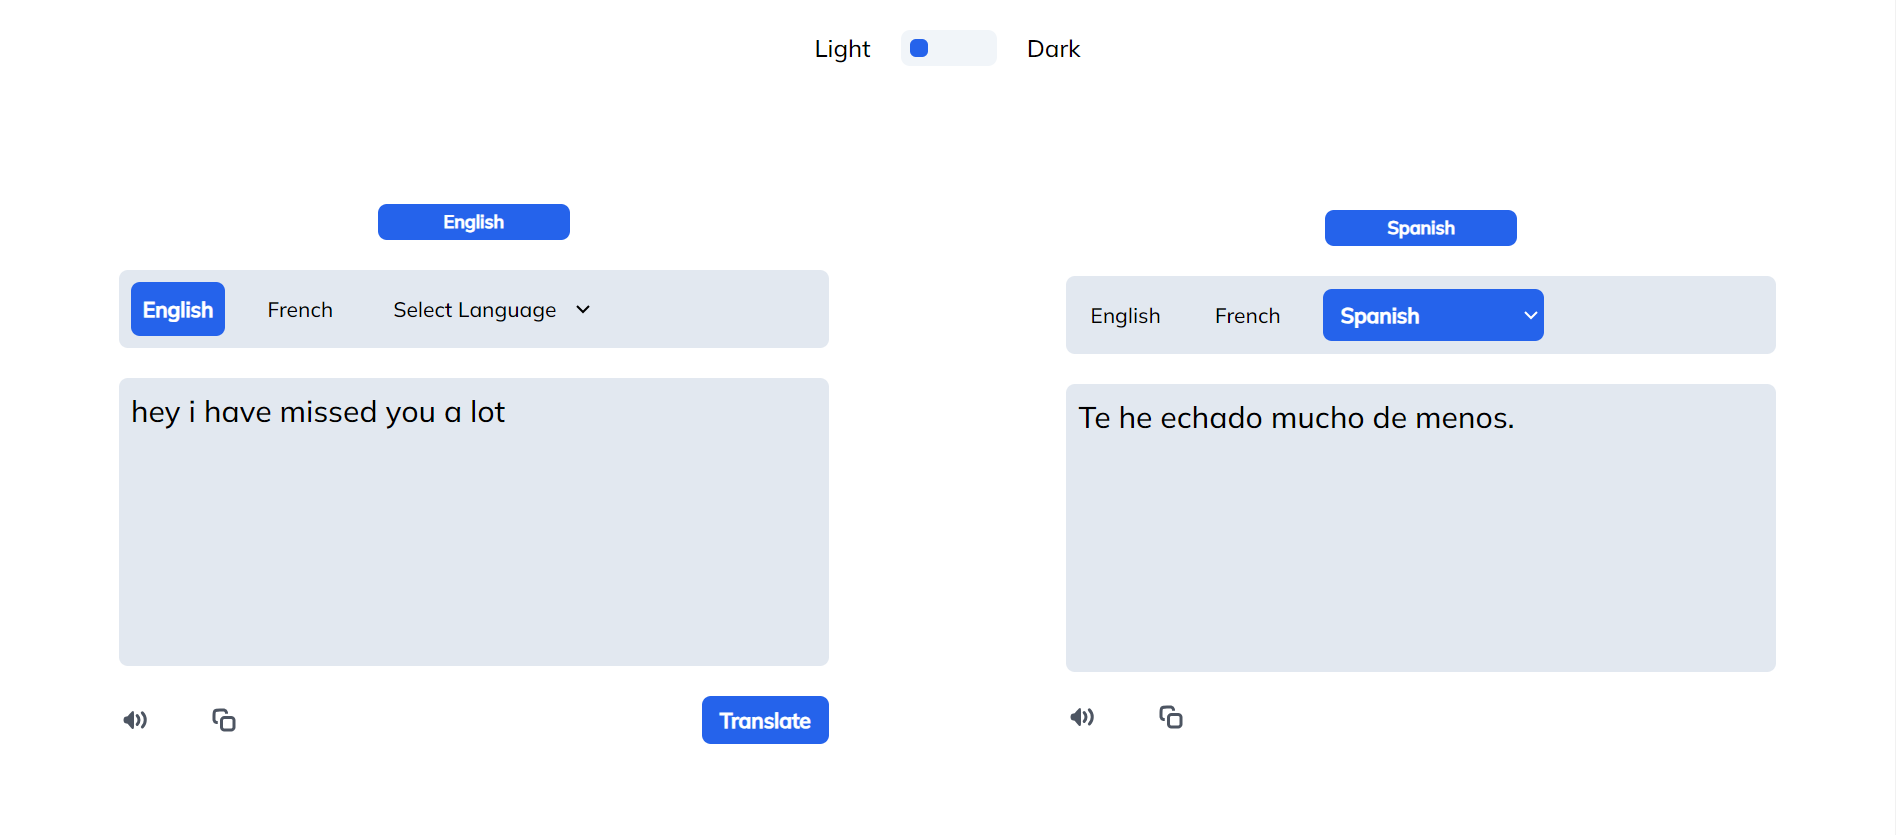 Light
Dark
English
English
French
Select Language
hey i have missed you a lot
Translate
Spanish
English
French
Spanish
Te he echado mucho de menos.